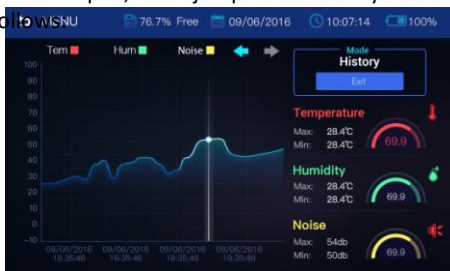 ollows.
MENU 76.7% Free 09/06/2016 10:07:14 100%
Tem Hum Noise
Mode
History
Exit
100
90
80
70
60
50
40
30
20
10
0
-10
09/06/2016 09/06/2016 09/06/2016 09/06/2016
18:35:48 18:35:48 18:35:48 18:35:48
Temperature
Max: 28.4℃
Min: 28.4℃
69.9
Humidity
Max: 28.4℃
Min: 28.4℃
69.9
Noise
Max: 54db
Min: 50db
69.9